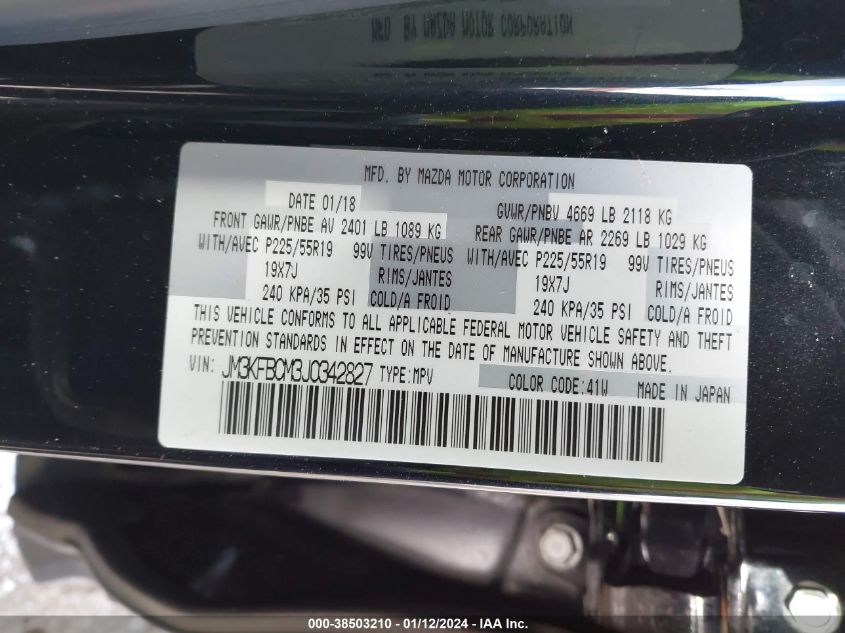 MFD. BY MAZDA MOTOR CORPORATION
MFD. BY MAZDA MOTOR CORPORATION
DATE 01/18 GVWR/PNBV 4669 LB 2118 KG
FRONT GAWR/PNBE AV 2401 LB 1089 KG REAR GAWR/PNBE AR 2269 LB 1029 KG
WITH/AVEC P225/55R19 99V TIRES/PNEUS WITH/AVEC P225/55R19 99V TIRES/PNEUS
19X7J RIMS/JANTES 19X7J RIMS/JANTES
240 KPA/35 PSI COLD/A FROID 240 KPA/35 PSI COLD/A FROID
THIS VEHICLE CONFORMS TO ALL APPLICABLE FEDERAL MOTOR VEHICLE SAFETY AND THEFT
PREVENTION STANDARDS IN EFFECT ON THE DATE OF MANUFACTURE SHOWN ABOVE.
VIN: JM3KFBCM3J0342827 TYPE:MPV COLOR CODE:41W MADE IN JAPAN
000-38503210 - 01/12/2024 - IAA Inc.